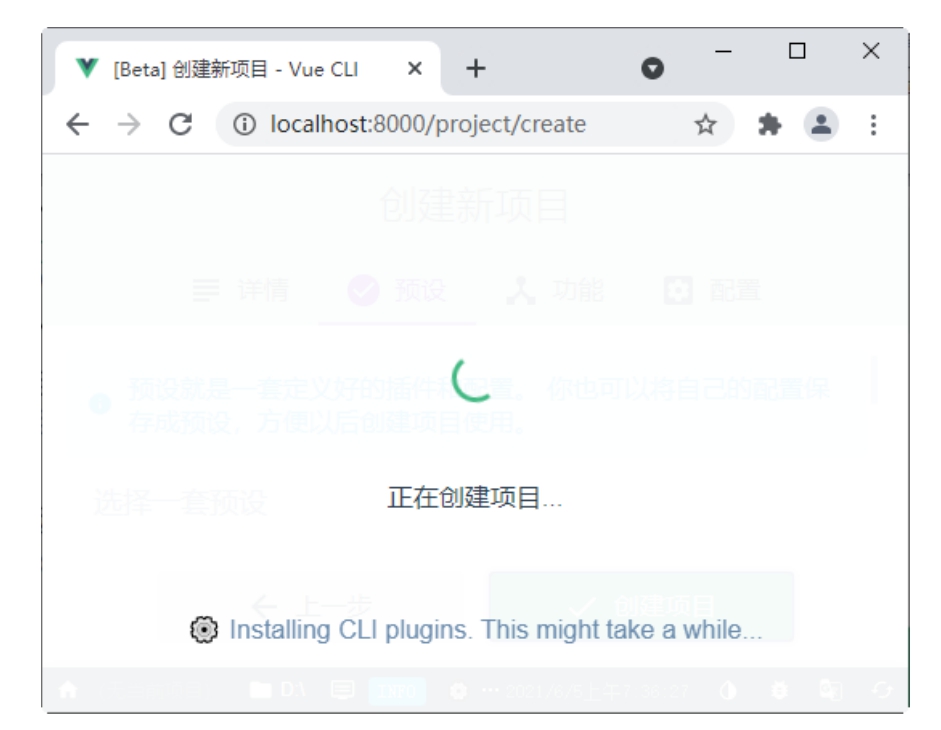 [Beta] 创建新项目 - Vue CLI
localhost:8000/project/create
创建新项目
详情 预设 功能 配置
预设就是一套定义好的插件和配置。 你也可以将自己的配置保
存成预设，方便以后创建项目使用。
选择一套预设
正在创建项目...
上一步 创建项目
Installing CLI plugins. This might take a while...
D:\